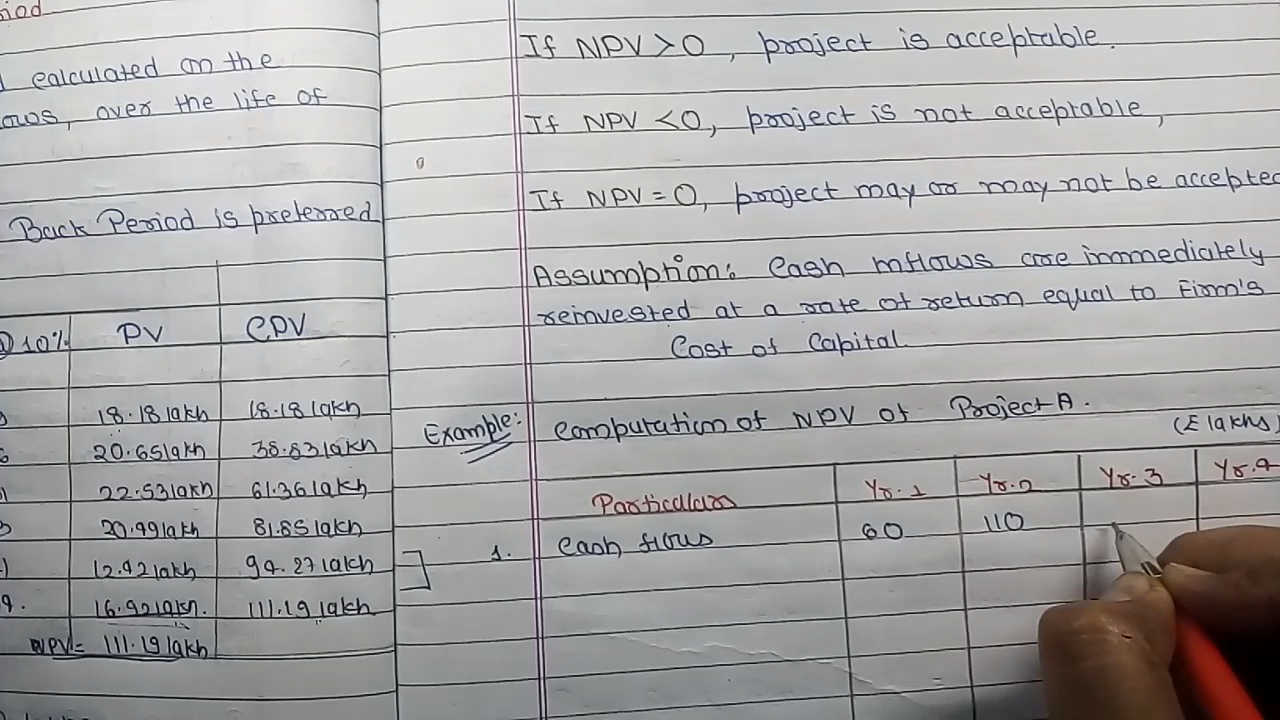 riod
calculated on the
ows, over the life of
Back Period is preferred
@10% PV CPV
18.18 lakh 18.18 lakh
20.65 lakh 38.83 lakh
22.53 lakh 61.36 lakh
20.49 lakh 81.85 lakh
12.42 lakh 94.27 lakh
9. 16.92 lakh. 111.19 lakh
NPV= 111.19 lakh
If NPV>0, project is acceptable.
If NPV <0, project is not acceptable,
If NPV = 0, project may or may not be accepted
Assumption: Cash inflows are immediately
reinvested at a rate of return equal to Firm's
Cost of Capital
Example: Computation of NPV of Project A.
(₤ lakhs)
Particulars Yr.1 Yr.2 Yr.3 Yr.4
1. Cash flows 60 110